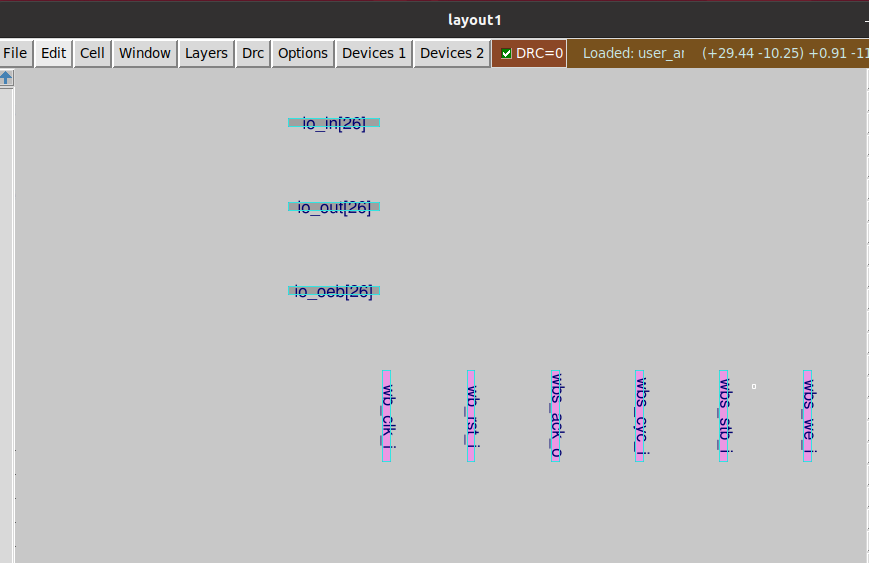 layout1
File Edit Cell Window Layers Drc Options Devices 1 Devices 2 DRC=0 Loaded: user_ar (+29.44 -10.25) +0.91 -11
io_in[26]
io_out[26]
io_oeb[26]
wb_clk_i
wb_rst_i
wbs_ack_o
wbs_cyc_i
wbs_stb_i
wbs_we_i